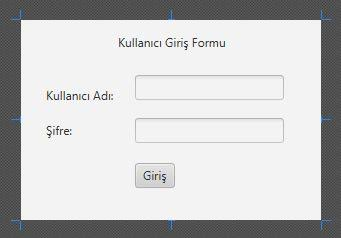 Kullanıcı Giriş Formu
Kullanıcı Adı:
Şifre:
Giriş